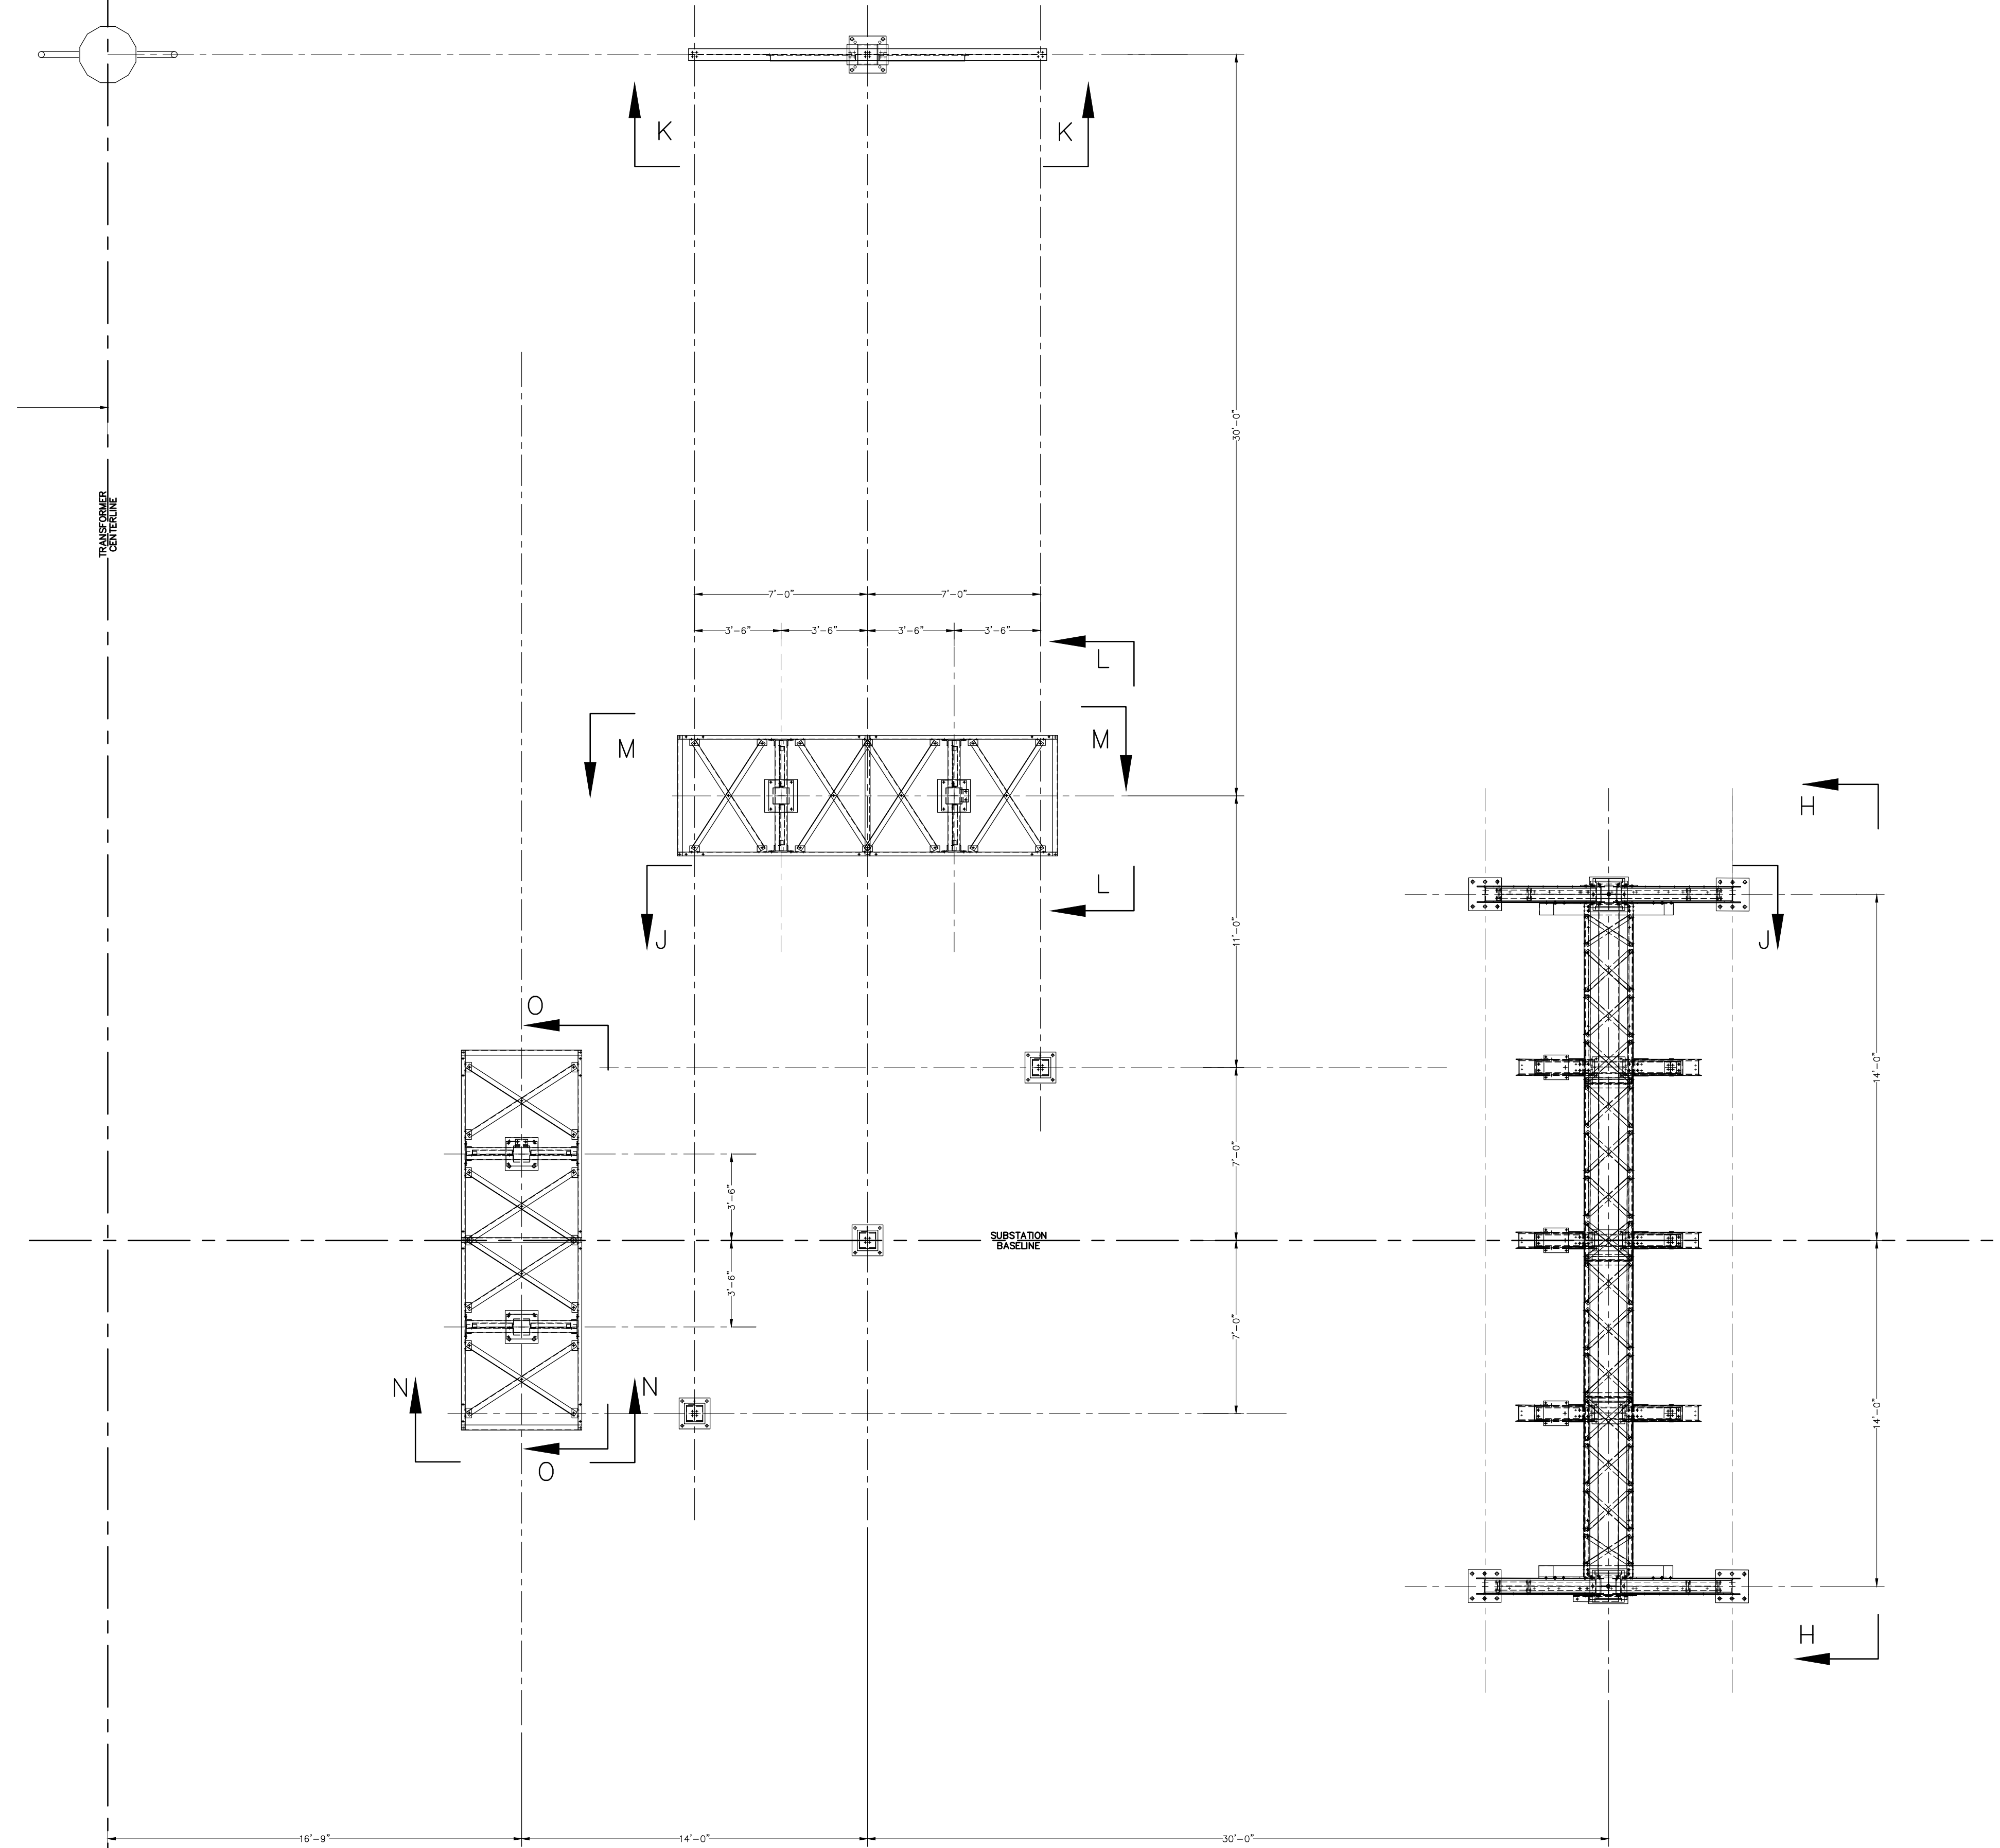 K
K
30'-0"
TRANSFORMER
CENTERLINE
7'-0"
7'-0"
3'-6"
3'-6"
3'-6"
3'-6"
L
M
M
H
L
J
J
11'-0"
O
14'-0"
7'-0"
3'-6"
SUBSTATION
BASELINE
3'-6"
7'-0"
N
N
14'-0"
O
H
16'-9"
14'-0"
30'-0"